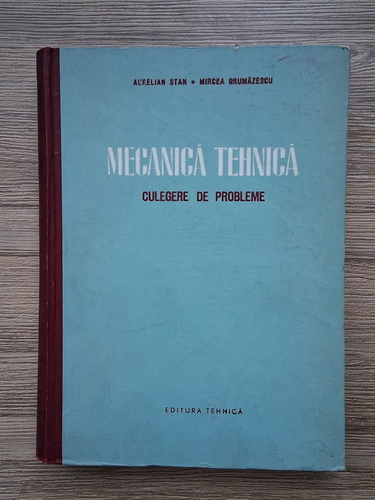 AURELIAN STAN • MIRCEA GRUMĂZESCU
MECANICĂ TEHNICĂ
CULEGERE DE PROBLEME
EDITURA TEHNICĂ